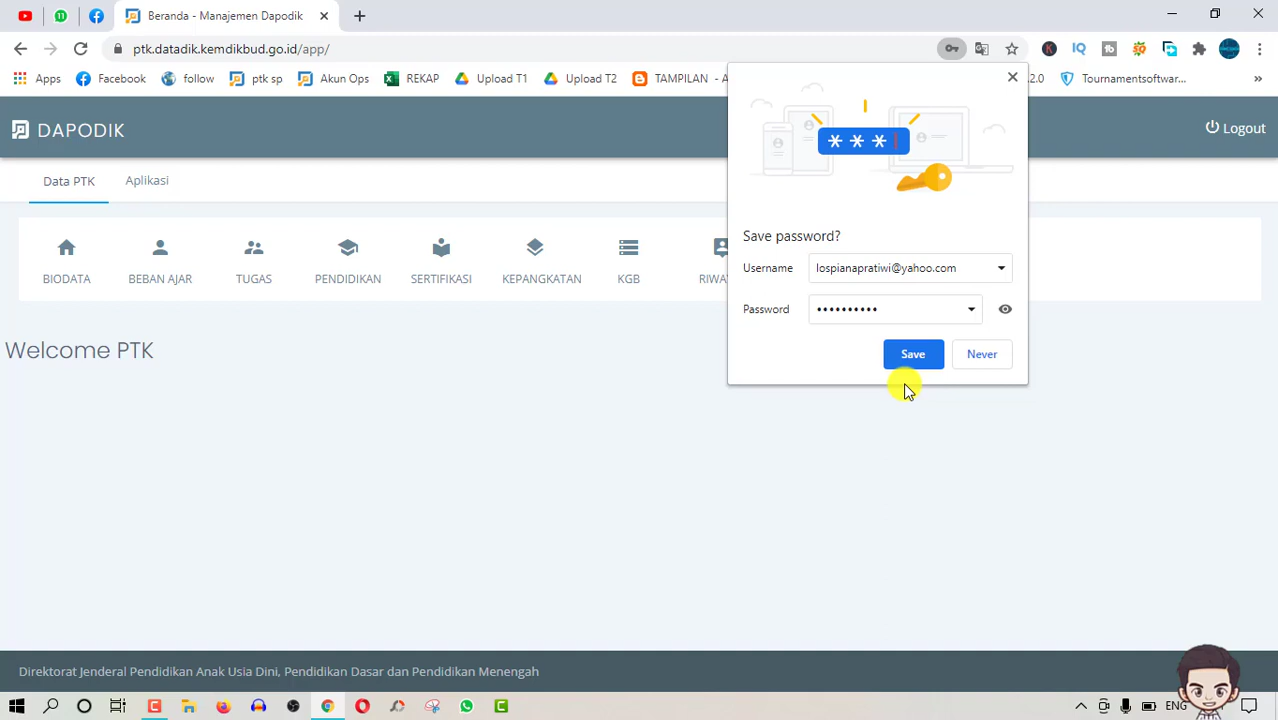 Beranda - Manajemen Dapodik
ptk.datadik.kemdikbud.go.id/app/
Apps Facebook follow ptk sp Akun Ops REKAP Upload T1 Upload T2 TAMPILAN - 2.0 Tournamentsoftwar... »
DAPODIK
Logout
Data PTK Aplikasi
BIODATA BEBAN AJAR TUGAS PENDIDIKAN SERTIFIKASI KEPANGKATAN KGB
Welcome PTK
* * *
Save password?
Username lospianapratiwi@yahoo.com
Password ••••••••••
Save Never
Direktorat Jenderal Pendidikan Anak Usia Dini, Pendidikan Dasar dan Pendidikan Menengah
ENG